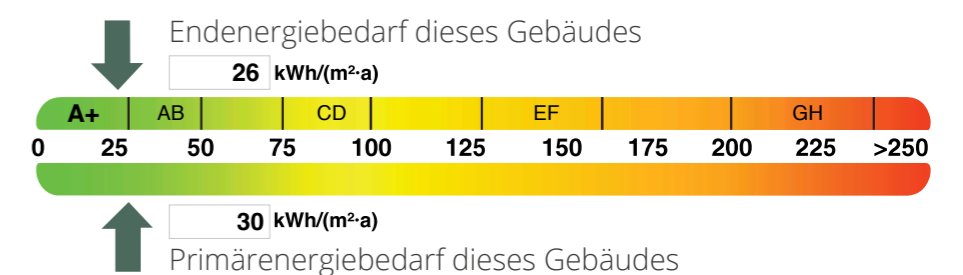 Endenergiebedarf dieses Gebäudes
26 kWh/(m²·a)
A+ AB CD EF GH
0 25 50 75 100 125 150 175 200 225 >250
30 kWh/(m²·a)
Primärenergiebedarf dieses Gebäudes